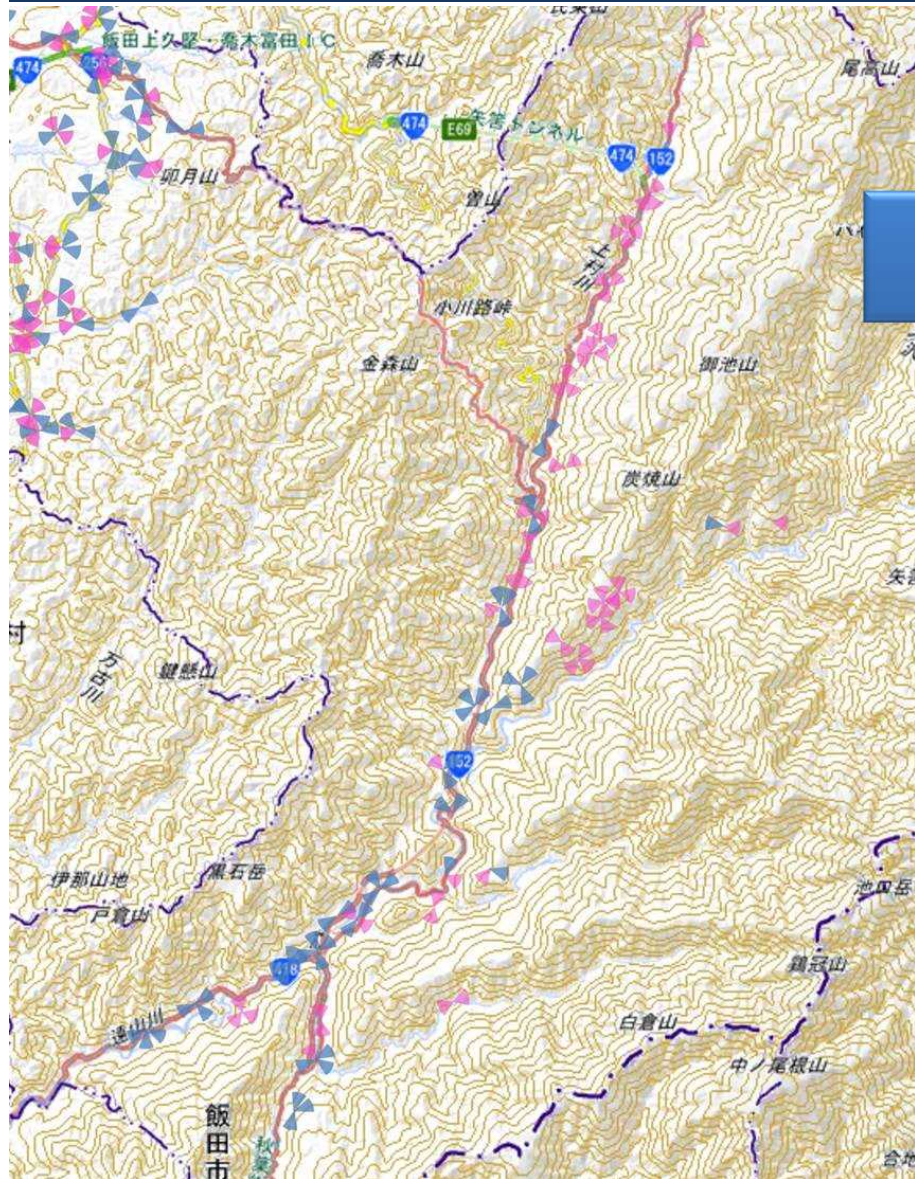 飯田上久堅・喬木富田IC
474
256
喬木山
尾高山
474
E69
矢筈トンネル
474
152
卯月山
曽山
上村川
小川路峠
金森山
御池山
炭焼山
村
万古川
鍵懸山
152
伊那山地
黒石岳
戸倉山
池口岳
鶏冠山
418
遠山川
白倉山
中ノ尾根山
飯田市